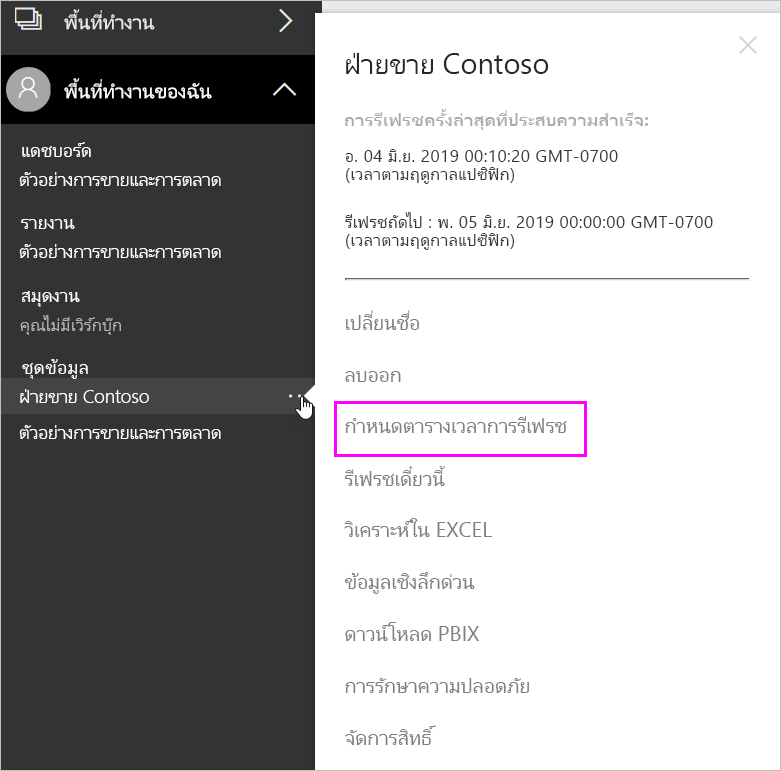 พื้นที่ทำงาน
พื้นที่ทำงานของฉัน
แดชบอร์ด
ตัวอย่างการขายและการตลาด
รายงาน
ตัวอย่างการขายและการตลาด
สมุดงาน
คุณไม่มีเวิร์กบุ๊ก
ชุดข้อมูล
ฝ่ายขาย Contoso
ตัวอย่างการขายและการตลาด
ฝ่ายขาย Contoso
การรีเฟรชครั้งล่าสุดที่ประสบความสำเร็จ:
อ. 04 มิ.ย. 2019 00:10:20 GMT-0700
(เวลาตามฤดูกาลแปซิฟิก)
รีเฟรชถัดไป : พ. 05 มิ.ย. 2019 00:00:00 GMT-0700
(เวลาตามฤดูกาลแปซิฟิก)
เปลี่ยนชื่อ
ลบออก
กำหนดตารางเวลาการรีเฟรช
รีเฟรชเดี๋ยวนี้
วิเคราะห์ใน EXCEL
ข้อมูลเชิงลึกด่วน
ดาวน์โหลด PBIX
การรักษาความปลอดภัย
จัดการสิทธิ์